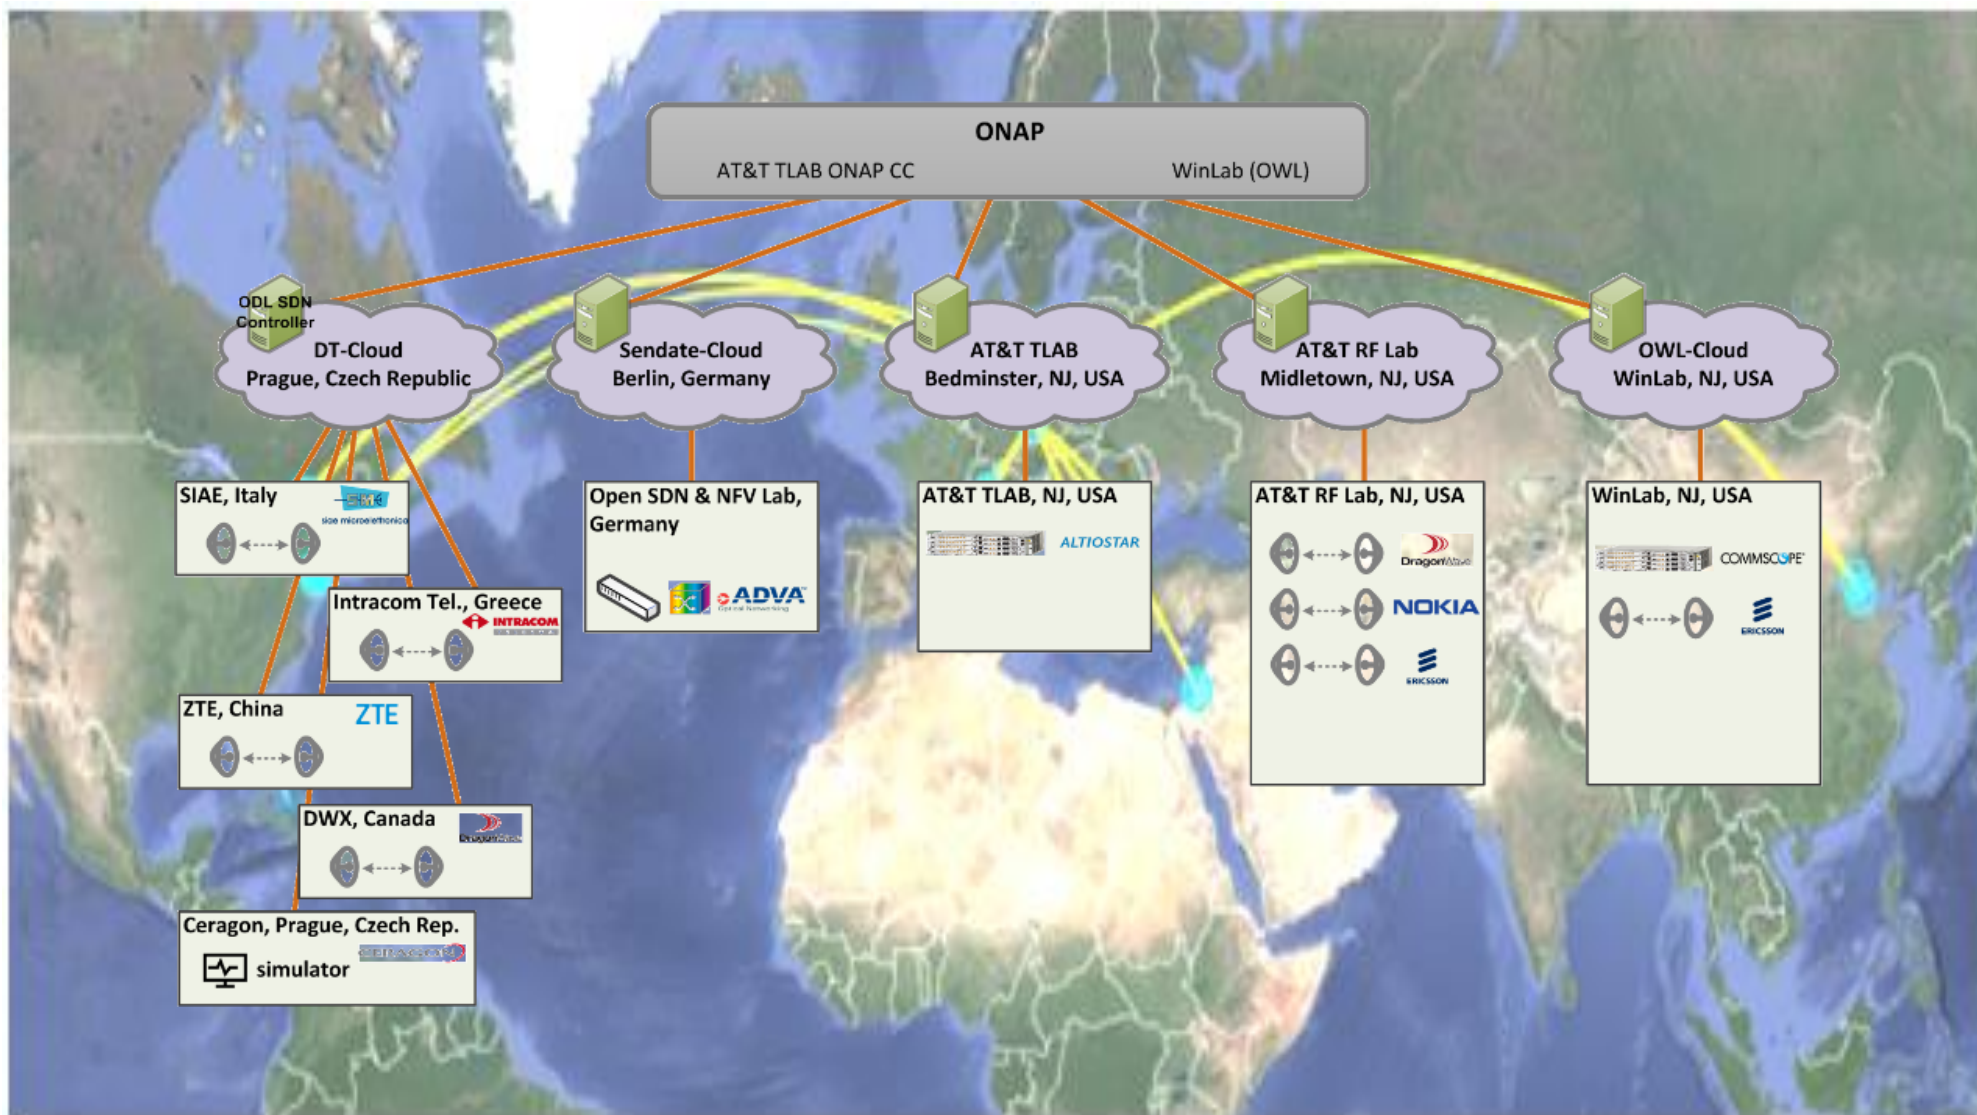 ONAP
AT&T TLAB ONAP CC
WinLab (OWL)
ODL SDN
Controller
DT-Cloud
Prague, Czech Republic
Sendate-Cloud
Berlin, Germany
AT&T TLAB
Bedminster, NJ, USA
AT&T RF Lab
Midletown, NJ, USA
OWL-Cloud
WinLab, NJ, USA
SIAE, Italy
siae microelettronica
Intracom Tel., Greece
INTRACOM
ZTE, China
ZTE
DWX, Canada
DragonWave
Ceragon, Prague, Czech Rep.
simulator
Open SDN & NFV Lab,
Germany
ADVA
Optical Networking
AT&T TLAB, NJ, USA
ALTIOSTAR
AT&T RF Lab, NJ, USA
DragonWave
NOKIA
ERICSSON
WinLab, NJ, USA
COMMSCOPE
ERICSSON